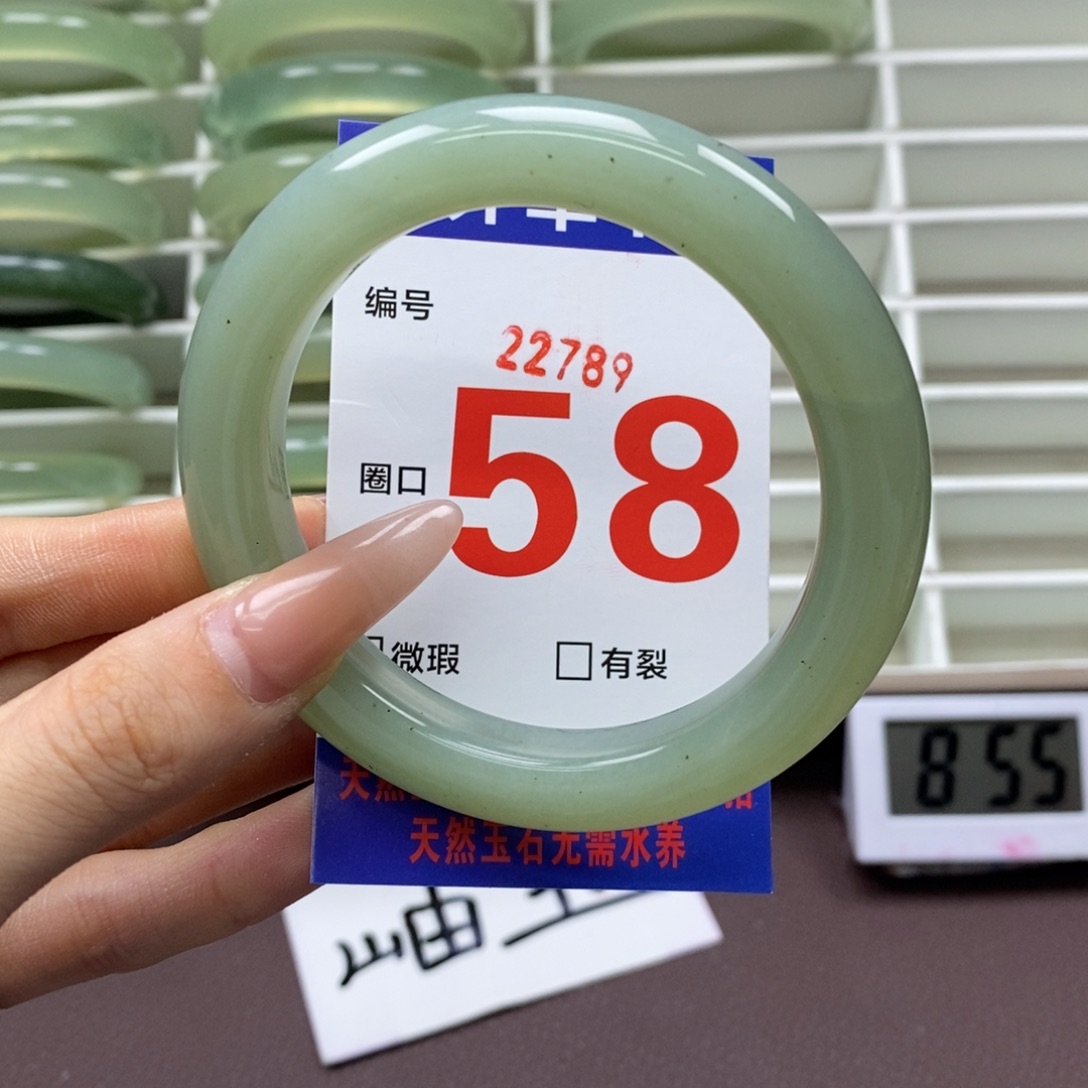 编号
22789
圈口
58
微瑕 有裂
天然玉石无需水养
岫玉
8 55